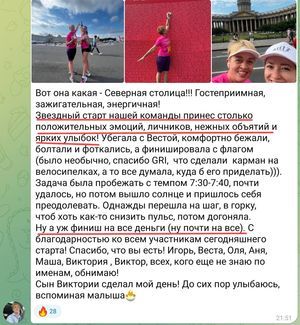 Вот она какая - Северная столица!!! Гостеприимная,
зажигательная, энергичная!
Звездный старт нашей команды принес столько
положительных эмоций, личников, нежных объятий и
ярких улыбок! Убегала с Вестой, комфортно бежали,
болтали и фоткались, а финишировала с флагом
(было необычно, спасибо GRI, что сделали карман на
велосипелках, а то все думала, куда б его приделать))).
Задача была пробежать с темпом 7:30-7:40, почти
удалось, но потом вышло солнце и пришлось себя
преодолевать. Однажды перешла на шаг, в горку,
чтоб хоть как-то снизить пульс, потом догоняла.
Ну а уж финиш на все деньги (ну почти на все). С
благодарностью ко всем участникам сегодняшнего
старта! Спасибо, что вы есть! Игорь, Веста, Оля, Аня,
Маша, Виктория , Виктор, всех, кого еще не знаю по
именам, обнимаю!
Сын Виктории сделал мой день! До сих пор улыбаюсь,
вспоминая малыша
28
21:51